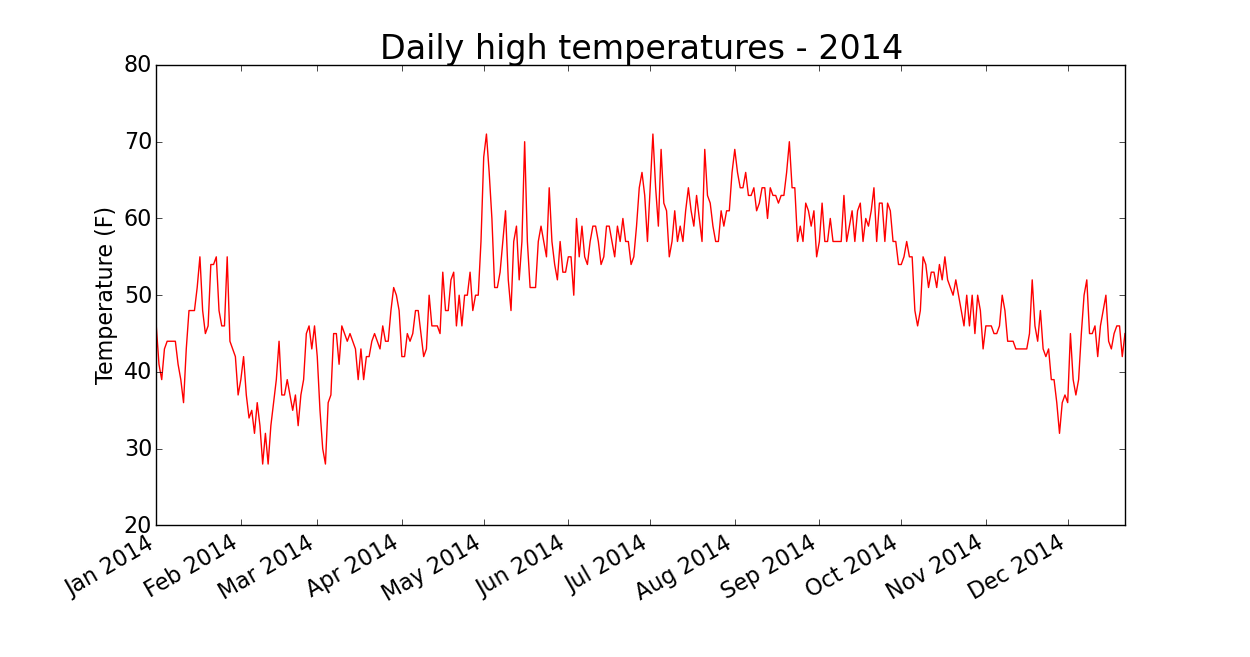 Daily high temperatures - 2014
80
70
60
50
40
30
20
Temperature (F)
Jan 2014
Feb 2014
Mar 2014
Apr 2014
May 2014
Jun 2014
Jul 2014
Aug 2014
Sep 2014
Oct 2014
Nov 2014
Dec 2014